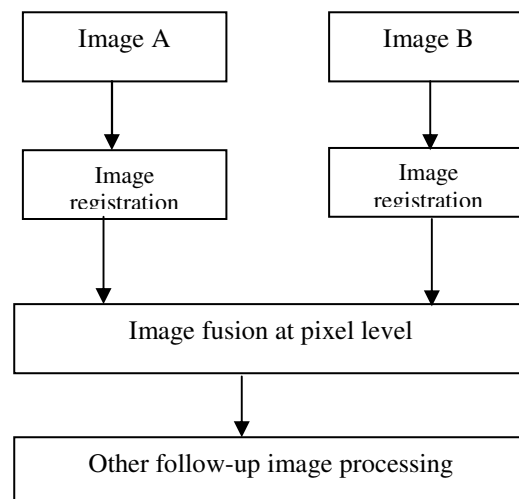 Image A
Image B
Image
registration
Image
registration
Image fusion at pixel level
Other follow-up image processing